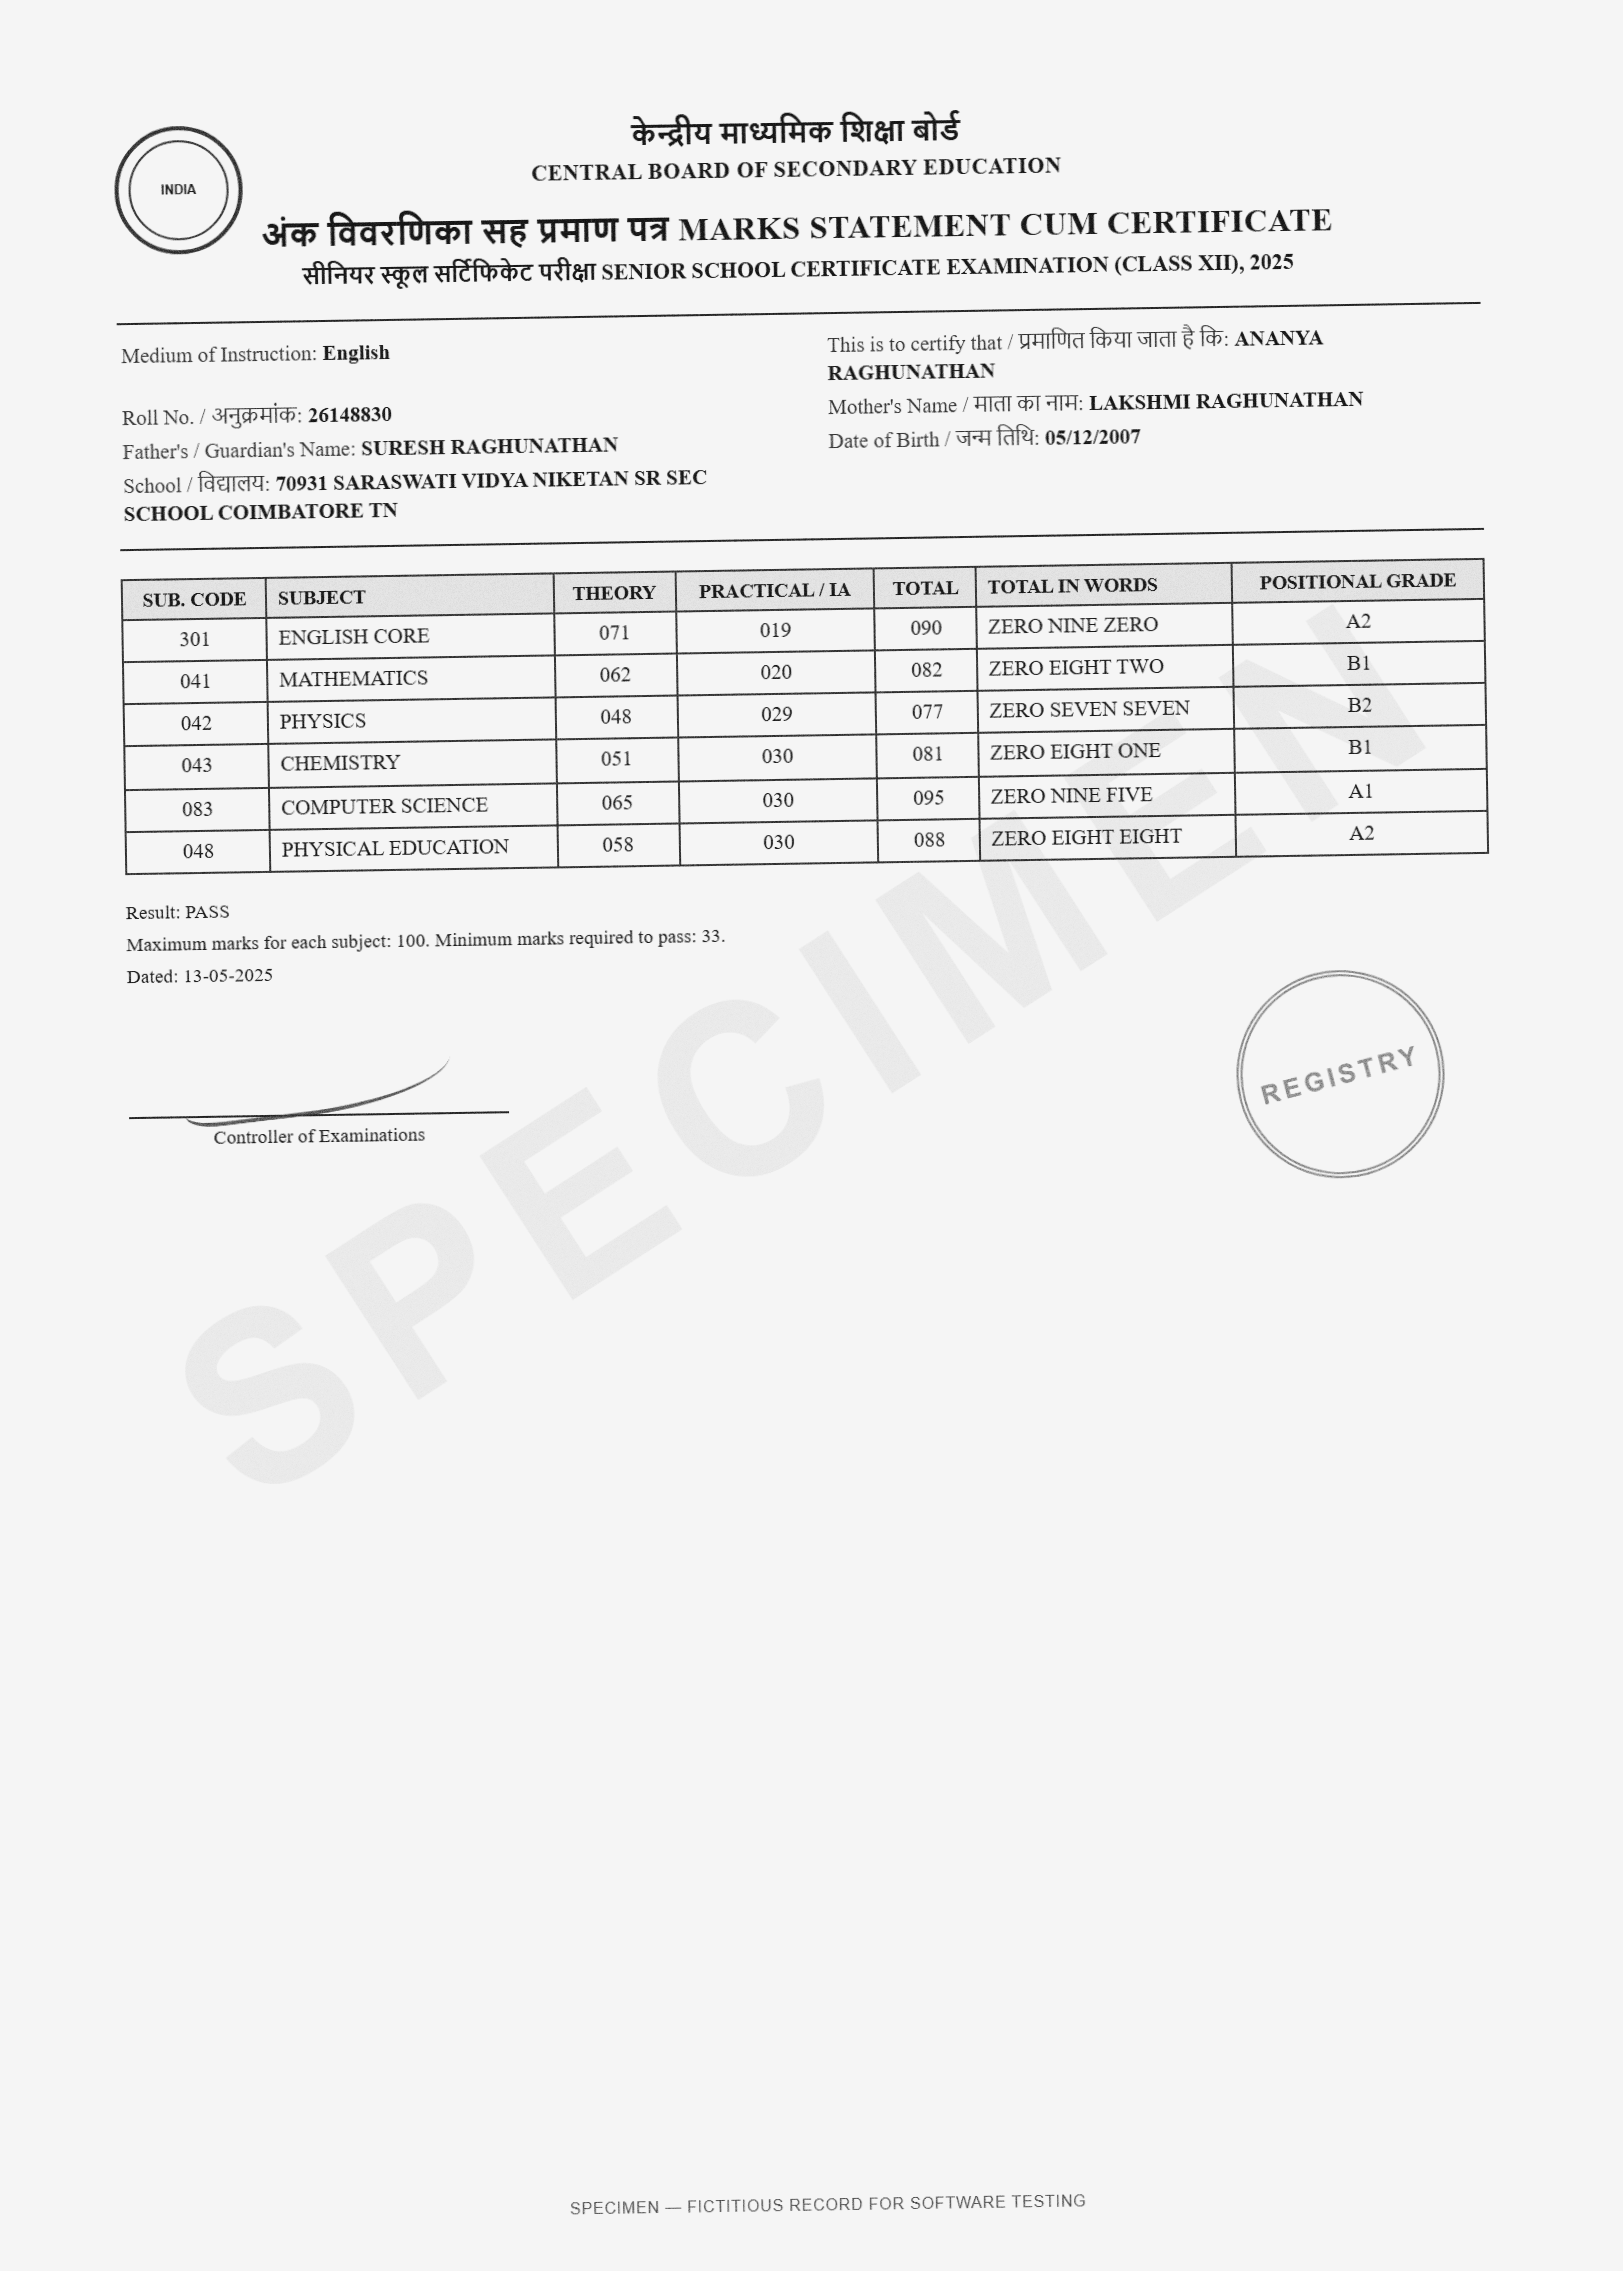 केन्द्रीय माध्यमिक शिक्षा बोर्ड
CENTRAL BOARD OF SECONDARY EDUCATION
INDIA
अंक विवरणिका सह प्रमाण पत्र MARKS STATEMENT CUM CERTIFICATE
सीनियर स्कूल सर्टिफिकेट परीक्षा SENIOR SCHOOL CERTIFICATE EXAMINATION (CLASS XII), 2025
Medium of Instruction: English
This is to certify that / प्रमाणित किया जाता है कि: ANANYA
RAGHUNATHAN
Roll No. / अनुक्रमांक: 26148830
Mother's Name / माता का नाम: LAKSHMI RAGHUNATHAN
Father's / Guardian's Name: SURESH RAGHUNATHAN
Date of Birth / जन्म तिथि: 05/12/2007
School / विद्यालय: 70931 SARASWATI VIDYA NIKETAN SR SEC
SCHOOL COIMBATORE TN
SUB. CODE SUBJECT THEORY PRACTICAL / IA TOTAL TOTAL IN WORDS POSITIONAL GRADE
301 ENGLISH CORE 071 019 090 ZERO NINE ZERO A2
041 MATHEMATICS 062 020 082 ZERO EIGHT TWO B1
042 PHYSICS 048 029 077 ZERO SEVEN SEVEN B2
043 CHEMISTRY 051 030 081 ZERO EIGHT ONE B1
083 COMPUTER SCIENCE 065 030 095 ZERO NINE FIVE A1
048 PHYSICAL EDUCATION 058 030 088 ZERO EIGHT EIGHT A2
Result: PASS
Maximum marks for each subject: 100. Minimum marks required to pass: 33.
Dated: 13-05-2025
REGISTRY
Controller of Examinations
SPECIMEN
SPECIMEN — FICTITIOUS RECORD FOR SOFTWARE TESTING